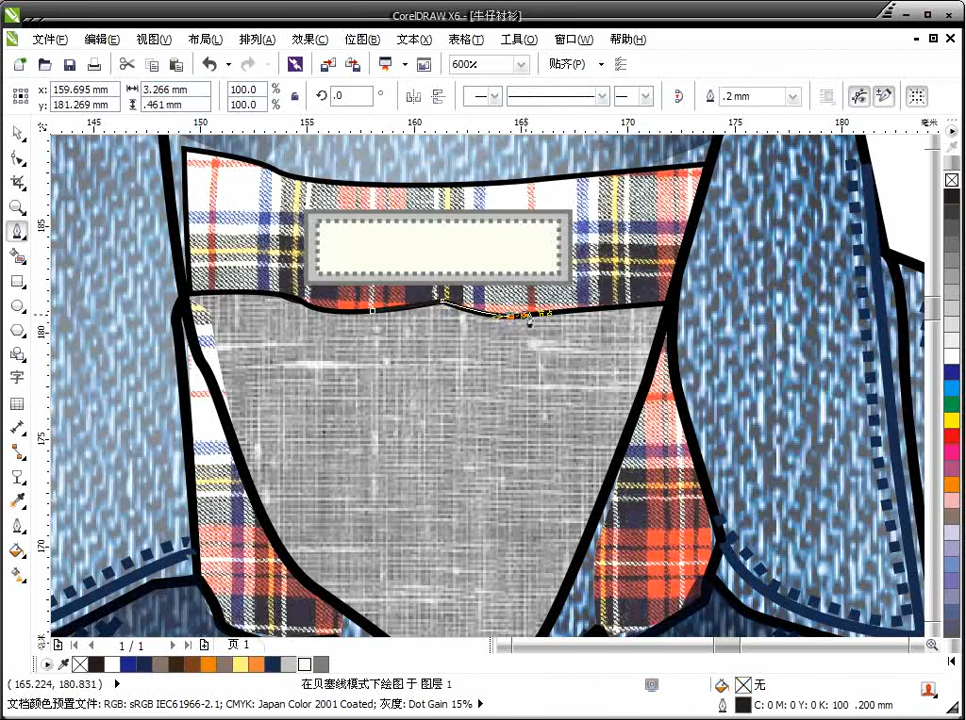 CorelDRAW X6 - [牛仔衬衫]
文件(F) 编辑(E) 视图(V) 布局(L) 排列(A) 效果(C) 位图(B) 文本(X) 表格(T) 工具(O) 窗口(W) 帮助(H)
600% 贴齐(P)
x: 159.695 mm 3.266 mm 100.0 % .0 .2 mm
y: 181.269 mm .461 mm 100.0 %
145 150 155 160 165 170 175 180 毫米
185
180
175
170
字
1 / 1 页 1
(165.224, 180.831) 在贝塞线模式下绘图 于 图层 1 无
文档颜色预置文件: RGB: sRGB IEC61966-2.1; CMYK: Japan Color 2001 Coated; 灰度: Dot Gain 15% C: 0 M: 0 Y: 0 K: 100 .200 mm